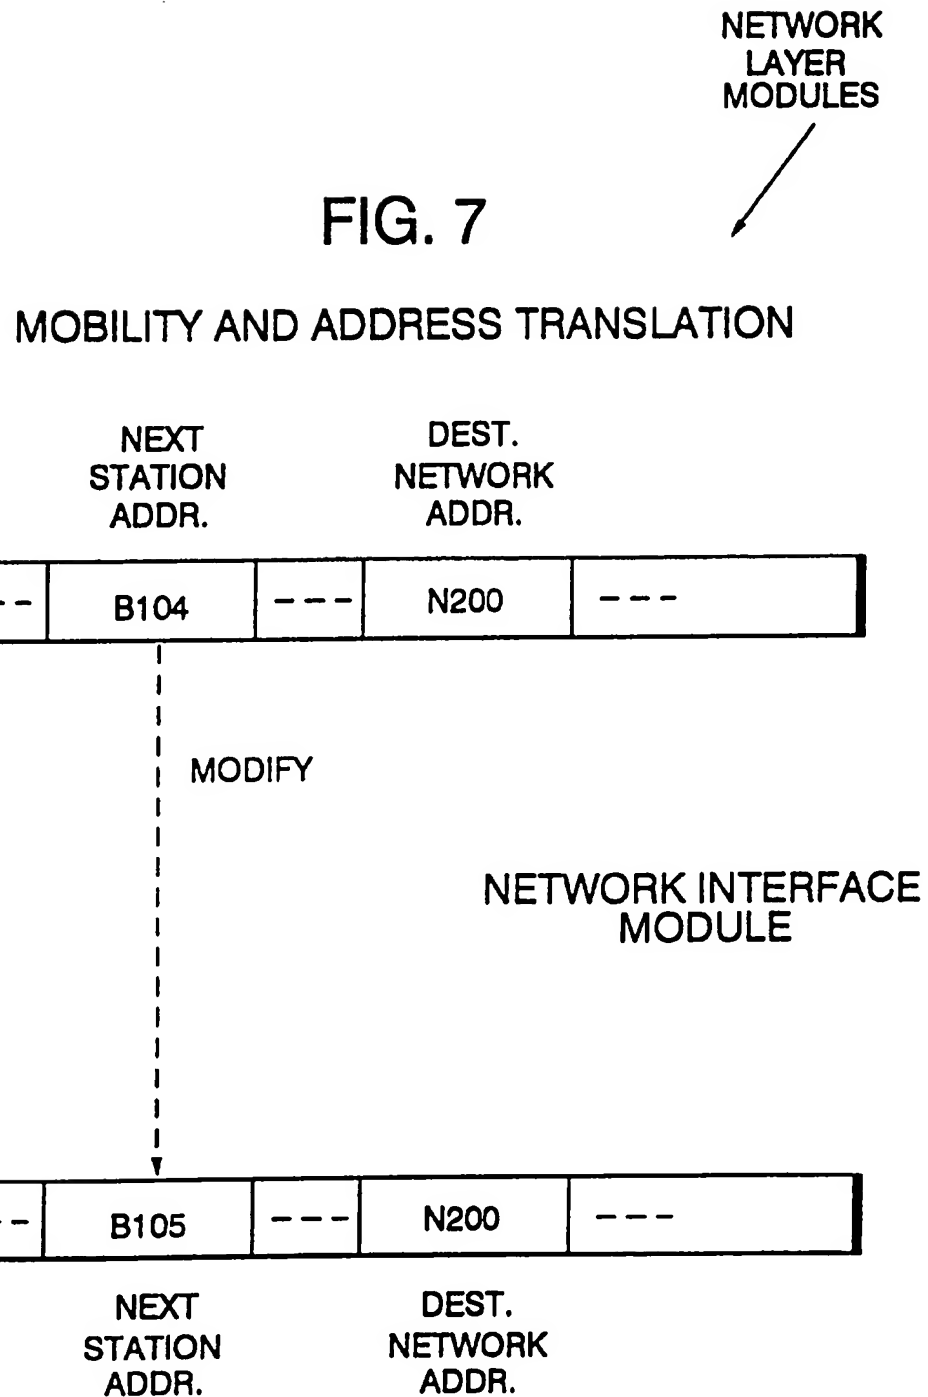 NETWORK
LAYER
MODULES
FIG. 7
MOBILITY AND ADDRESS TRANSLATION
NEXT
STATION
ADDR.
DEST.
NETWORK
ADDR.
-- B104 --- N200 ---
MODIFY
NETWORK INTERFACE
MODULE
-- B105 --- N200 ---
NEXT
STATION
ADDR.
DEST.
NETWORK
ADDR.